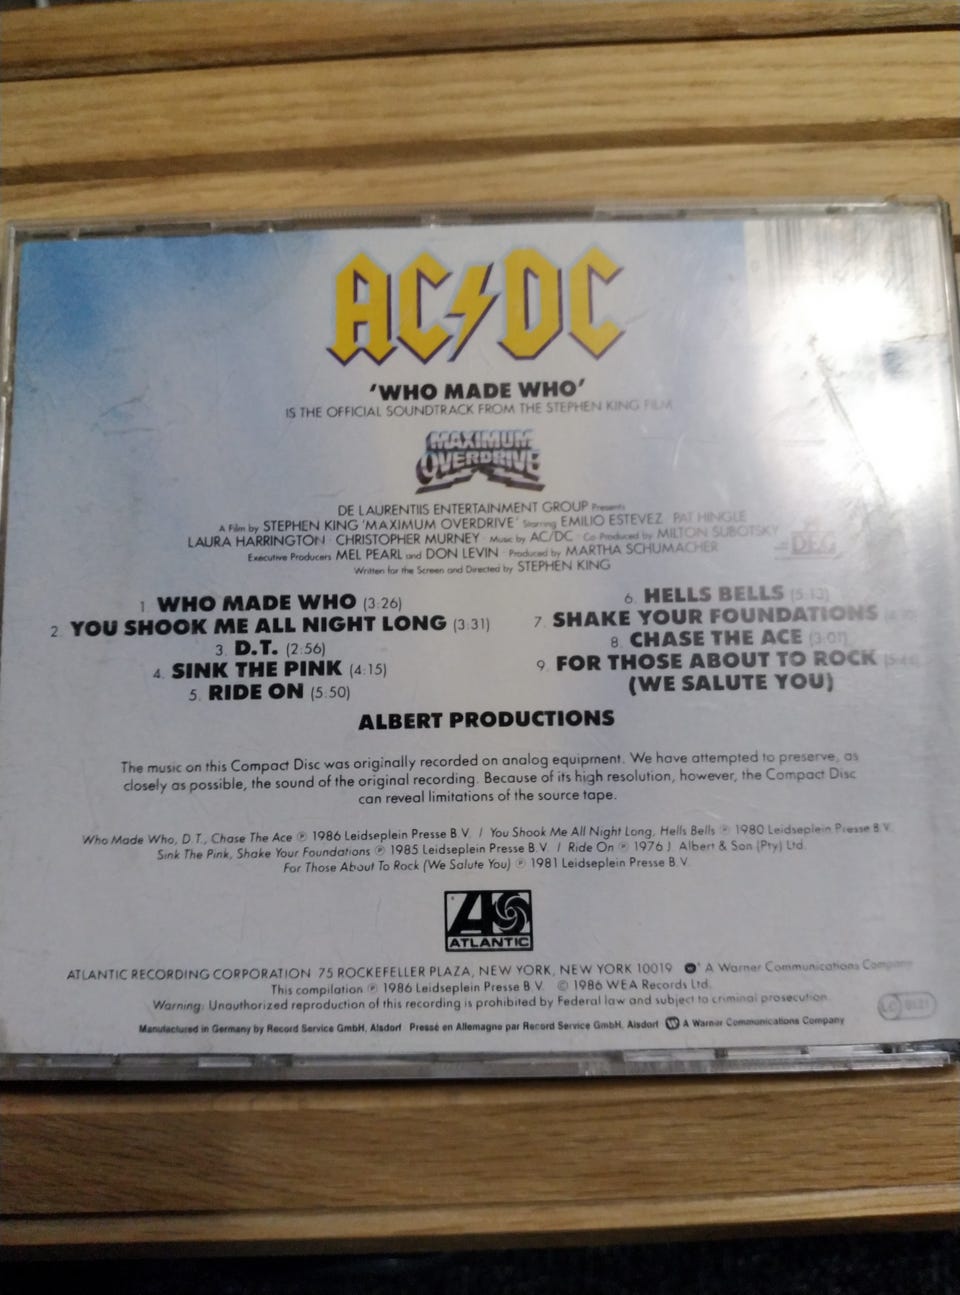 AC/DC
'WHO MADE WHO'
IS THE OFFICIAL SOUNDTRACK FROM THE STEPHEN KING FILM
MAXIMUM
OVERDRIVE
DE LAURENTIIS ENTERTAINMENT GROUP Presents
A Film by STEPHEN KING 'MAXIMUM OVERDRIVE' Starring EMILIO ESTEVEZ · PAT HINGLE
LAURA HARRINGTON · CHRISTOPHER MURNEY · Music by AC/DC · Co-Produced by MILTON SUBOTSKY
Executive Producers MEL PEARL and DON LEVIN · Produced by MARTHA SCHUMACHER
DEG
Written for the Screen and Directed by STEPHEN KING
1. WHO MADE WHO (3:26)
2. YOU SHOOK ME ALL NIGHT LONG (3:31)
3. D.T. (2:56)
4. SINK THE PINK (4:15)
5. RIDE ON (5:50)
6. HELLS BELLS (5:13)
7. SHAKE YOUR FOUNDATIONS
8. CHASE THE ACE (3:01)
9. FOR THOSE ABOUT TO ROCK
(WE SALUTE YOU)
ALBERT PRODUCTIONS
The music on this Compact Disc was originally recorded on analog equipment. We have attempted to preserve, as
closely as possible, the sound of the original recording. Because of its high resolution, however, the Compact Disc
can reveal limitations of the source tape.
Who Made Who, D.T., Chase The Ace ℗ 1986 Leidseplein Presse B.V. / You Shook Me All Night Long, Hells Bells ℗ 1980 Leidseplein Presse B.V.
Sink The Pink, Shake Your Foundations ℗ 1985 Leidseplein Presse B.V. / Ride On ℗ 1976 J. Albert & Son (Pty) Ltd.
For Those About To Rock (We Salute You) ℗ 1981 Leidseplein Presse B.V.
ATLANTIC
ATLANTIC RECORDING CORPORATION 75 ROCKEFELLER PLAZA, NEW YORK, NEW YORK 10019 A Warner Communications Company
This compilation ℗ 1986 Leidseplein Presse B.V. © 1986 WEA Records Ltd.
Warning: Unauthorized reproduction of this recording is prohibited by Federal law and subject to criminal prosecution.
LC 0121
Manufactured in Germany by Record Service GmbH, Alsdorf Pressé en Allemagne par Record Service GmbH, Alsdorf A Warner Communications Company